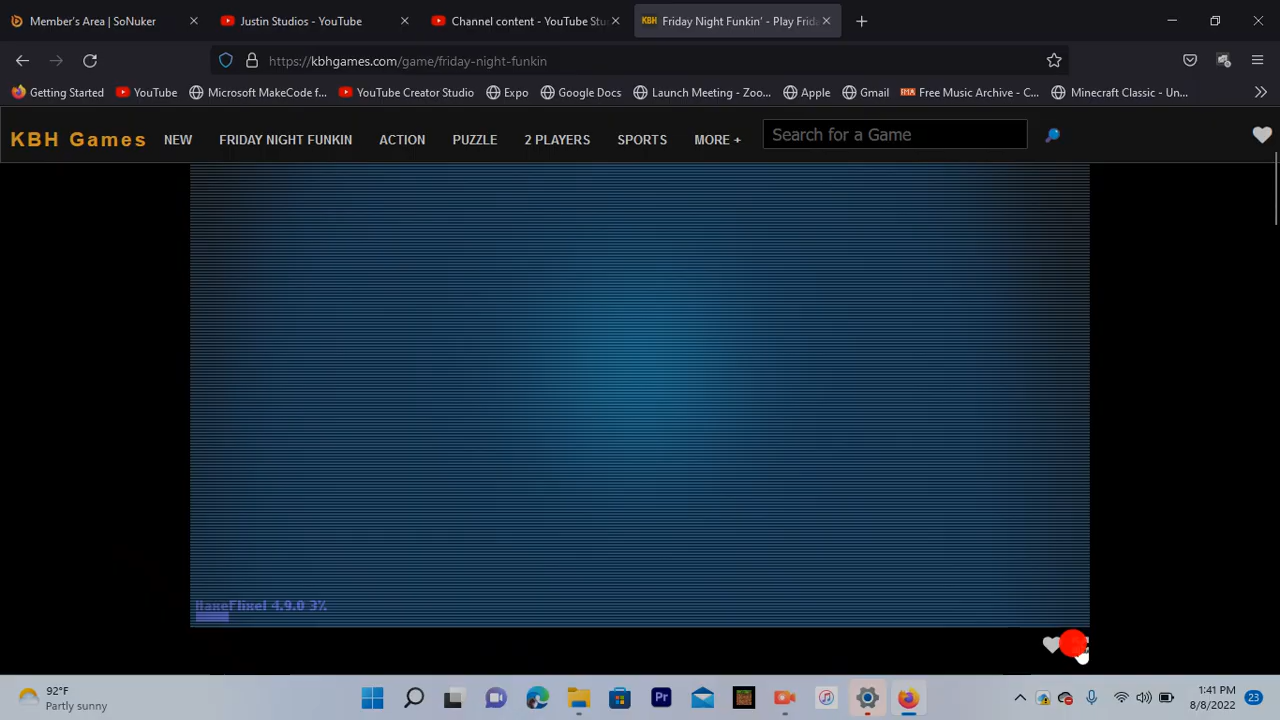 Member's Area | SoNuker
Justin Studios - YouTube
Channel content - YouTube Stu
KBH Friday Night Funkin' - Play Frida
https://kbhgames.com/game/friday-night-funkin
Getting Started YouTube Microsoft MakeCode f... YouTube Creator Studio Expo Google Docs Launch Meeting - Zoo... Apple Gmail Free Music Archive - C... Minecraft Classic - Un...
KBH Games NEW FRIDAY NIGHT FUNKIN ACTION PUZZLE 2 PLAYERS SPORTS MORE + Search for a Game
HaxeFlixel 4.9.0 3%
92°F
Partly sunny
Pr
1:41 PM
8/8/2022
23